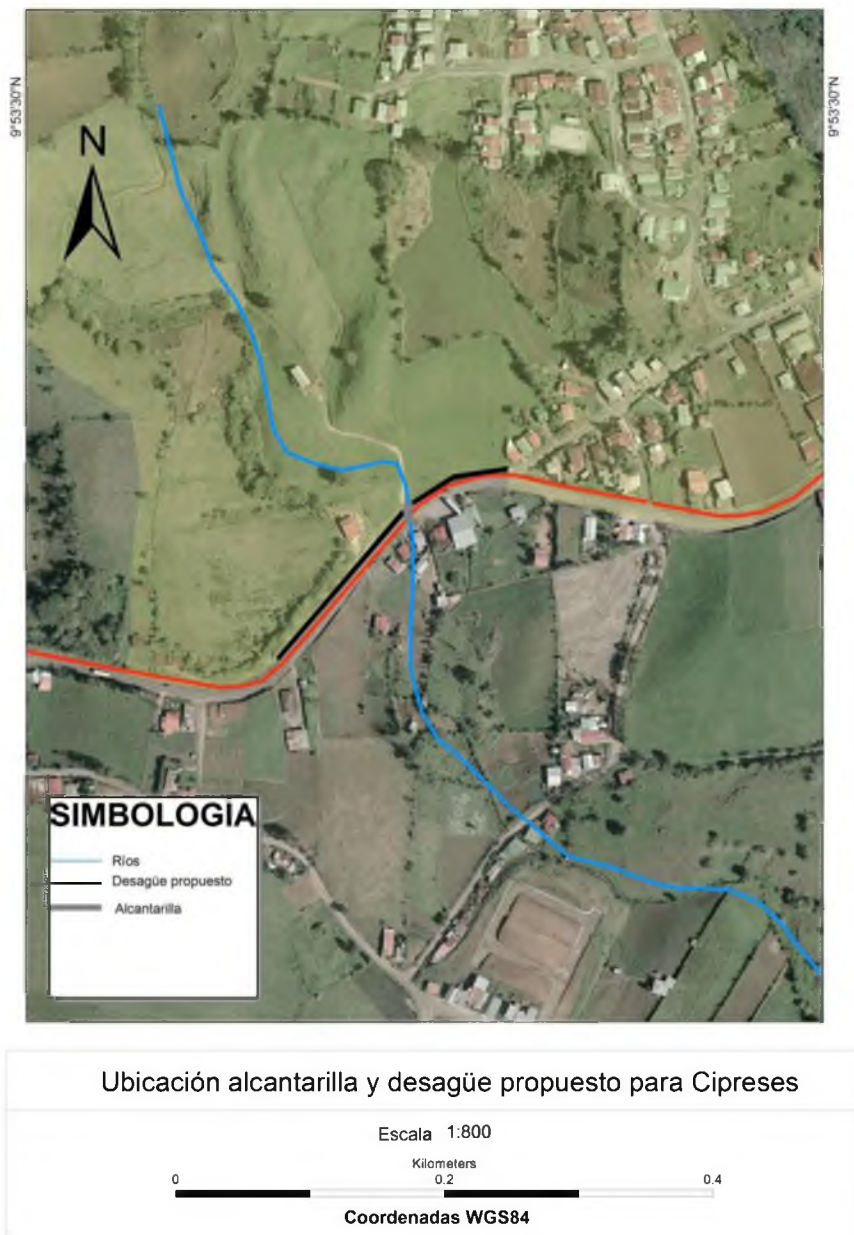 9°53'30"N
9°53'30"N
N
SIMBOLOGÍA
Ríos
Desagüe propuesto
Alcantarilla
Ubicación alcantarilla y desagüe propuesto para Cipreses
Escala 1:800
Kilometers
0 0.2 0.4
Coordenadas WGS84